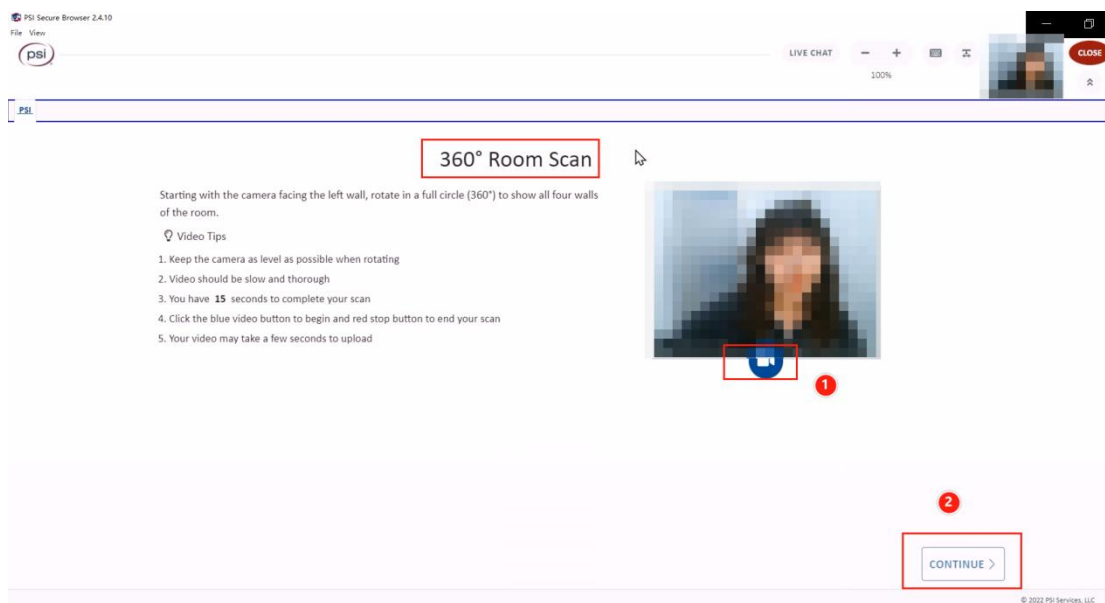 PSI Secure Browser 2.4.10
File View
psi
LIVE CHAT - +
100%
CLOSE
PSI
360° Room Scan
Starting with the camera facing the left wall, rotate in a full circle (360°) to show all four walls
of the room.
Video Tips
1. Keep the camera as level as possible when rotating
2. Video should be slow and thorough
3. You have 15 seconds to complete your scan
4. Click the blue video button to begin and red stop button to end your scan
5. Your video may take a few seconds to upload
1
2
CONTINUE >
© 2022 PSI Services, LLC